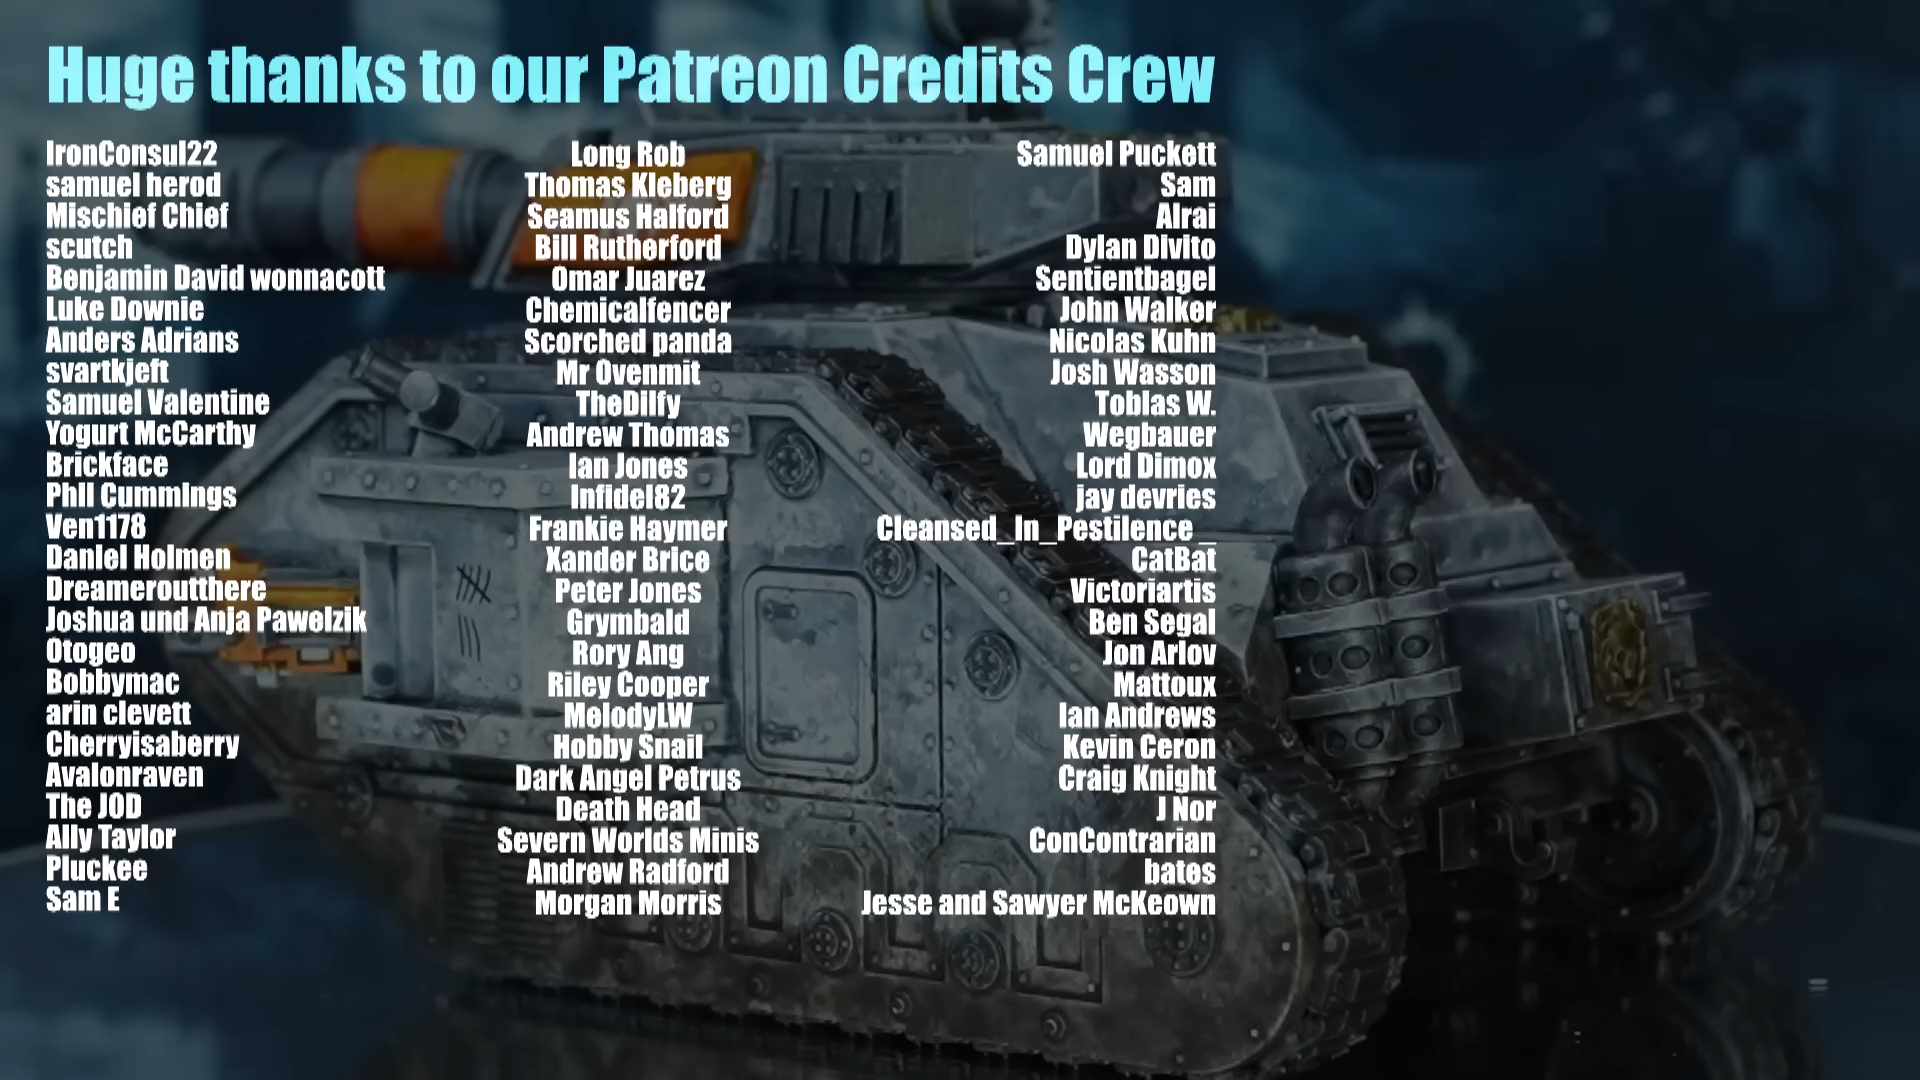 Huge thanks to our Patreon Credits Crew
IronConsul22
samuel herod
Mischief Chief
scutch
Benjamin David wonnacott
Luke Downie
Anders Adrians
svartkjeft
Samuel Valentine
Yogurt McCarthy
Brickface
Phil Cummings
Ven1178
Daniel Holmen
Dreameroutthere
Joshua und Anja Pawelzik
Otogeo
Bobbymac
arin clevett
Cherryisaberry
Avalonraven
The JOD
Ally Taylor
Pluckee
Sam E
Long Rob
Thomas Kleberg
Seamus Halford
Bill Rutherford
Omar Juarez
Chemicalfencer
Scorched panda
Mr Ovenmit
TheDilfy
Andrew Thomas
Ian Jones
Infidel82
Frankie Haymer
Xander Brice
Peter Jones
Grymbald
Rory Ang
Riley Cooper
MelodyLW
Hobby Snail
Dark Angel Petrus
Death Head
Severn Worlds Minis
Andrew Radford
Morgan Morris
Samuel Puckett
Sam
Alrai
Dylan Divito
Sentientbagel
John Walker
Nicolas Kuhn
Josh Wasson
Tobias W.
Wegbauer
Lord Dimox
jay devries
Cleansed_In_Pestilence_
CatBat
Victoriartis
Ben Segal
Jon Arlov
Mattoux
Ian Andrews
Kevin Ceron
Craig Knight
J Nor
ConContrarian
bates
Jesse and Sawyer McKeown